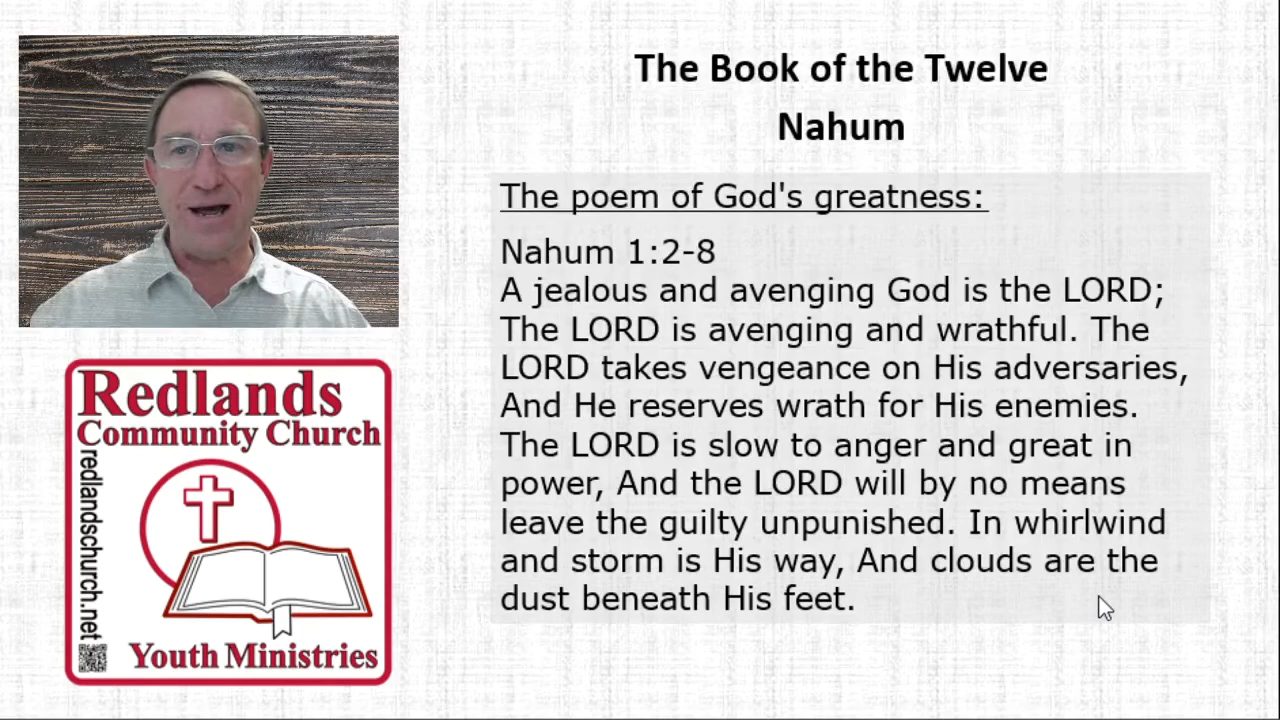 The Book of the Twelve
Nahum
The poem of God's greatness:
Nahum 1:2-8
A jealous and avenging God is the LORD;
The LORD is avenging and wrathful. The
LORD takes vengeance on His adversaries,
And He reserves wrath for His enemies.
The LORD is slow to anger and great in
power, And the LORD will by no means
leave the guilty unpunished. In whirlwind
and storm is His way, And clouds are the
dust beneath His feet.
Redlands
Community Church
redlandschurch.net
Youth Ministries